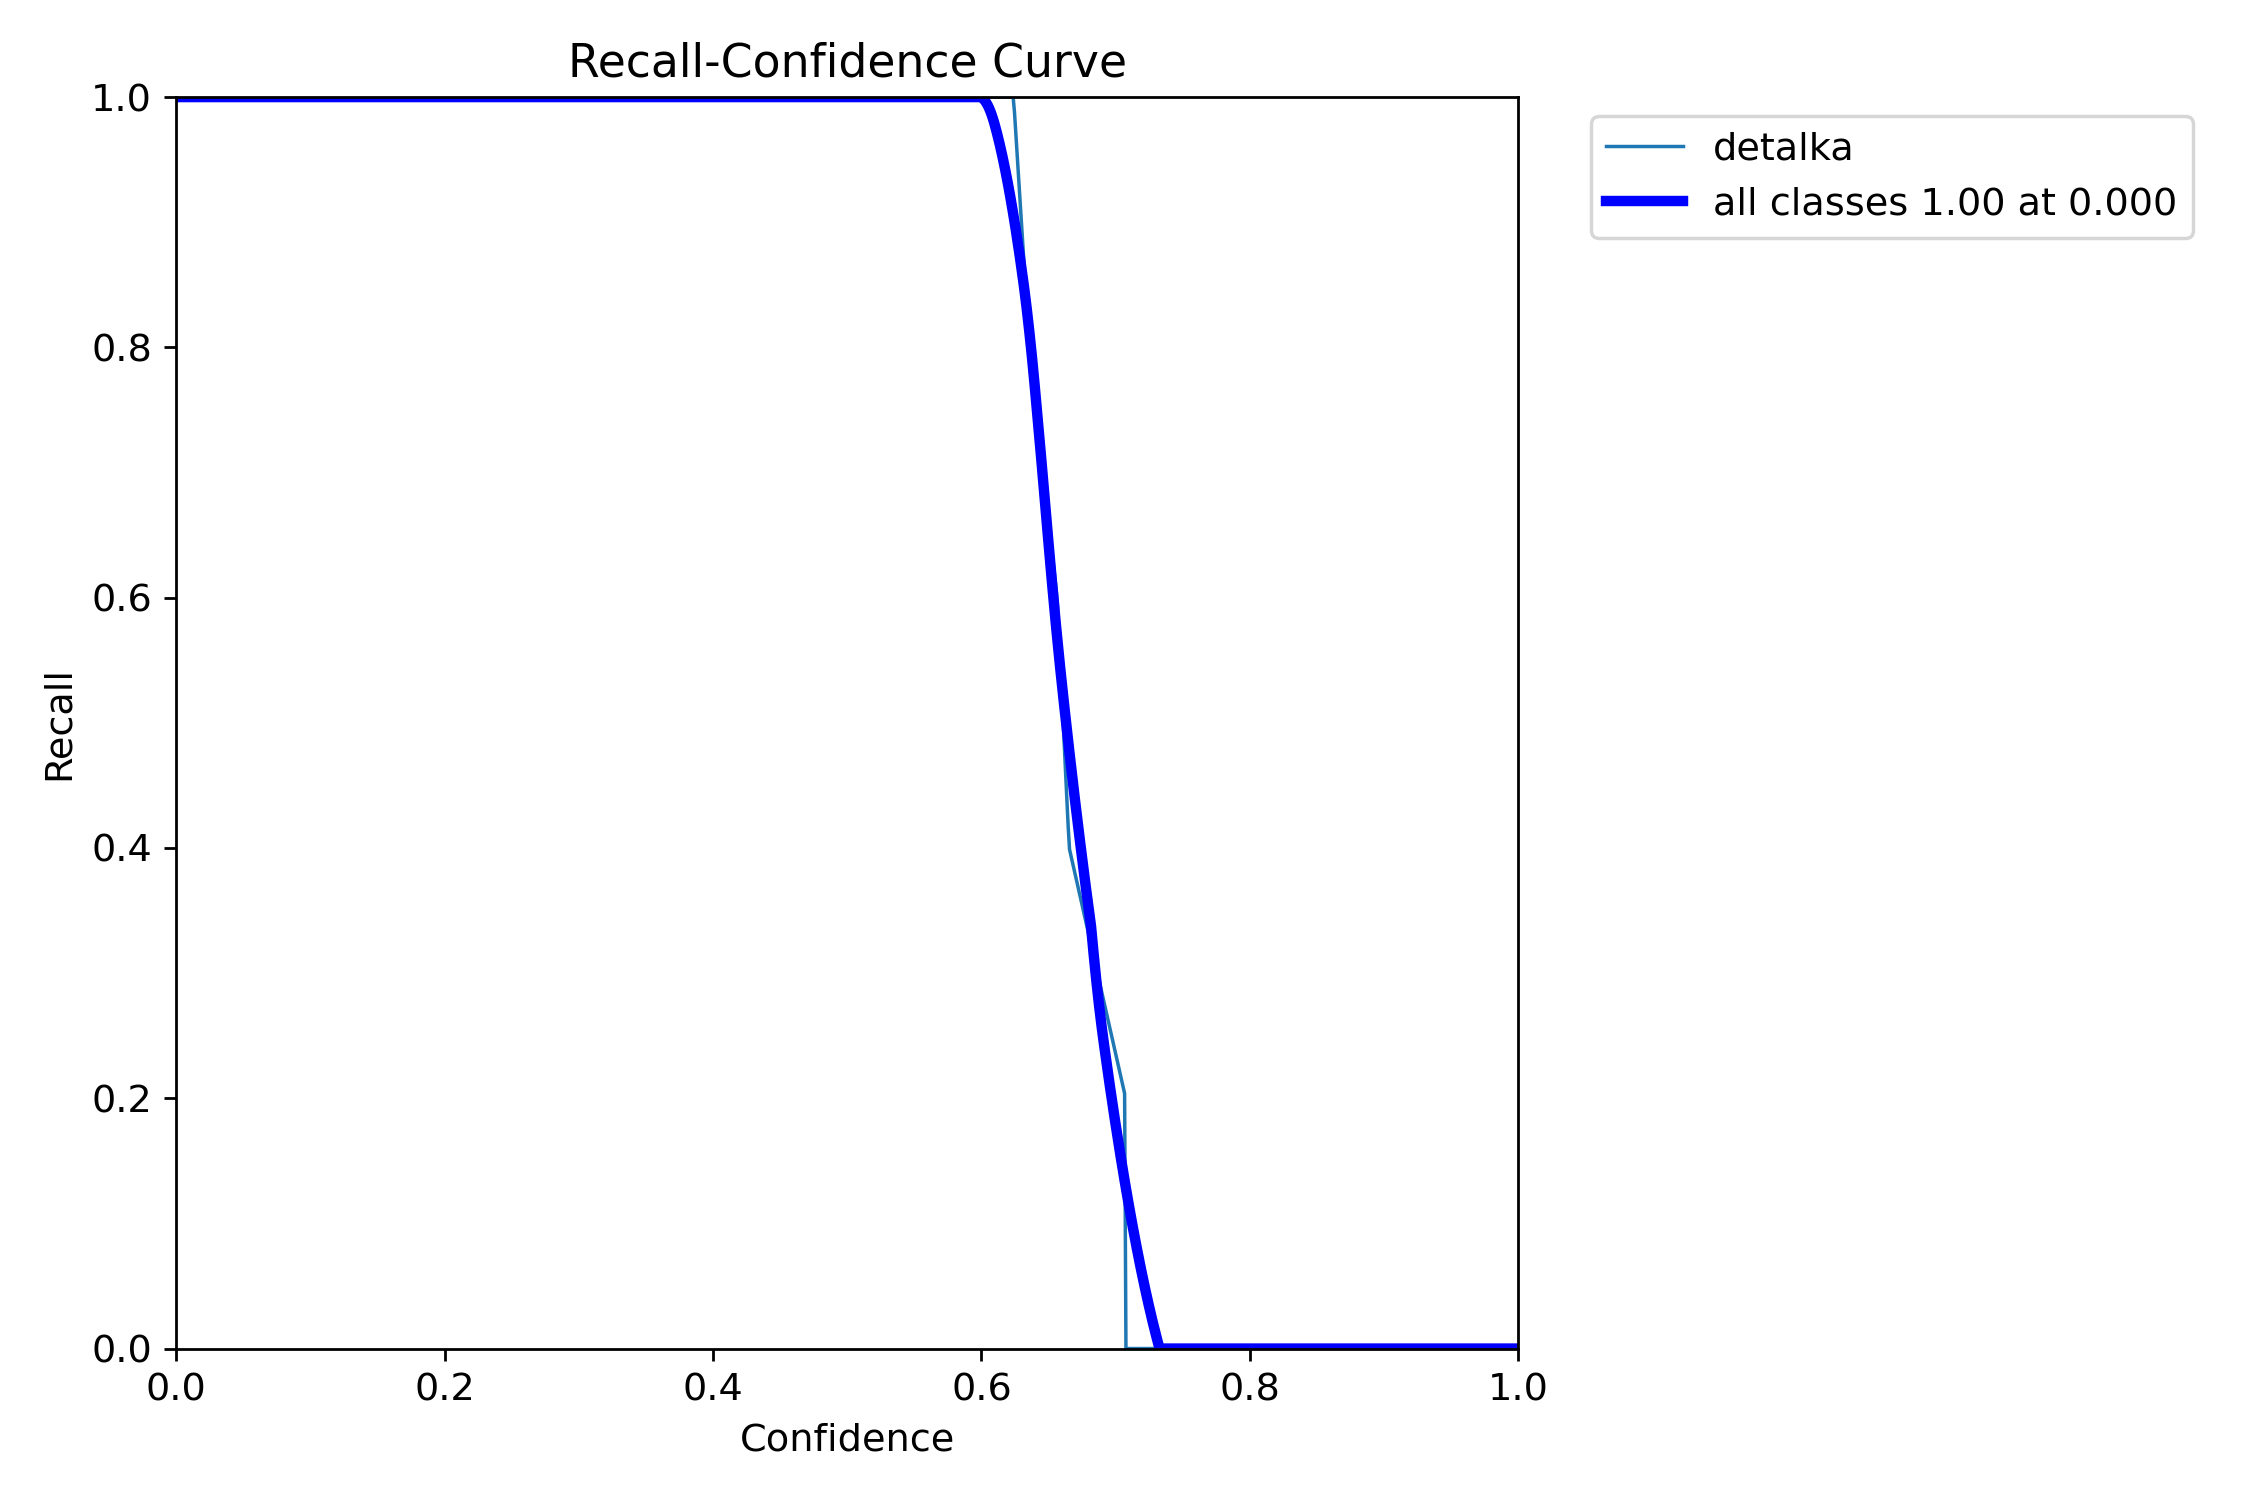 Recall-Confidence Curve
1.0
0.8
0.6
0.4
0.2
0.0
Recall
0.0 0.2 0.4 0.6 0.8 1.0
Confidence
detalka
all classes 1.00 at 0.000